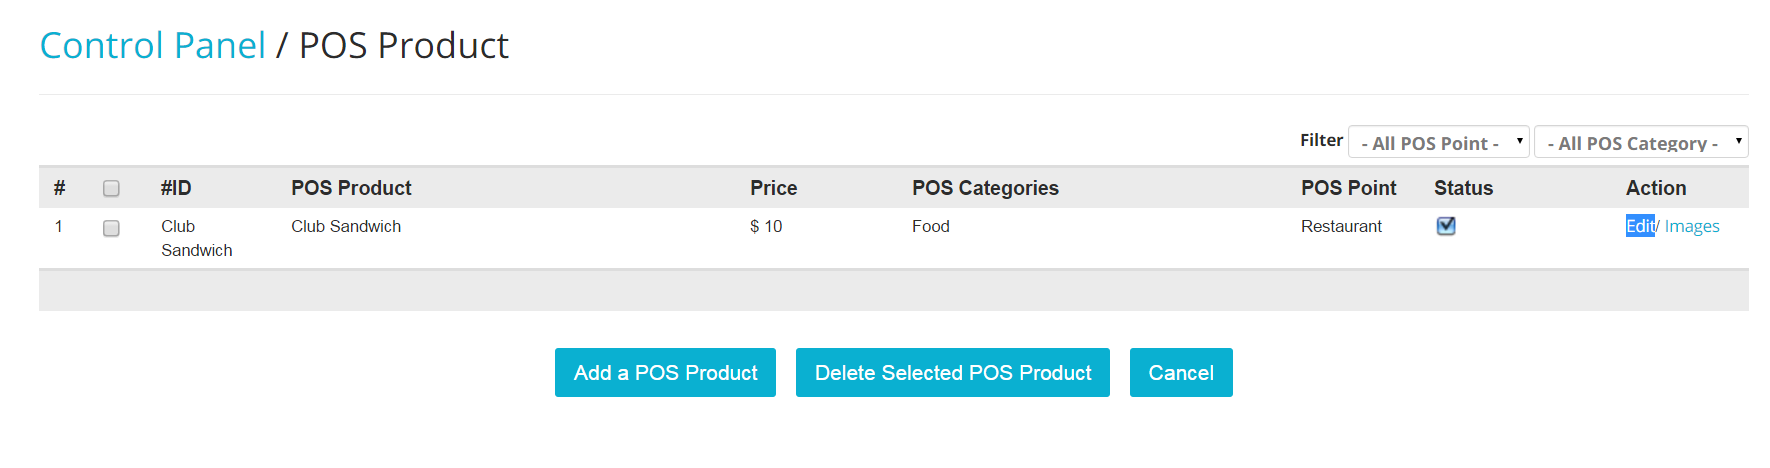 Control Panel / POS Product
Filter - All POS Point - - All POS Category -
# #ID POS Product Price POS Categories POS Point Status Action
1 Club Sandwich Club Sandwich $ 10 Food Restaurant Edit/ Images
Add a POS Product Delete Selected POS Product Cancel